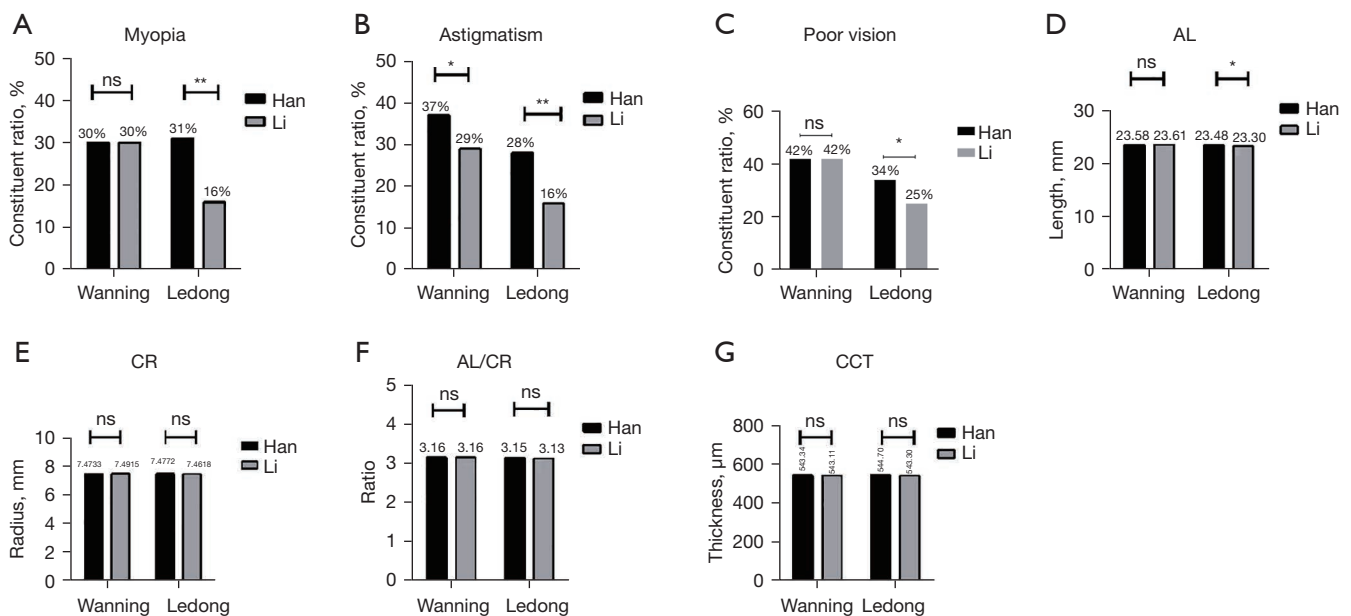 A
Myopia
Constituent ratio, %
50
40
30
20
10
0
ns
**
30%
30%
31%
16%
Han
Li
Wanning
Ledong
B
Astigmatism
Constituent ratio, %
50
40
30
20
10
0
*
**
37%
29%
28%
16%
Han
Li
Wanning
Ledong
C
Poor vision
Constituent ratio, %
60
40
20
0
ns
*
42%
42%
34%
25%
Han
Li
Wanning
Ledong
D
AL
Length, mm
30
20
10
0
ns
*
23.58
23.61
23.48
23.30
Han
Li
Wanning
Ledong
E
CR
Radius, mm
10
8
6
4
2
0
ns
ns
7.4733
7.4915
7.4772
7.4618
Han
Li
Wanning
Ledong
F
AL/CR
Ratio
5
4
3
2
1
0
ns
ns
3.16
3.16
3.15
3.13
Han
Li
Wanning
Ledong
G
CCT
Thickness, μm
800
600
400
200
0
ns
ns
543.34
543.11
544.70
543.30
Han
Li
Wanning
Ledong